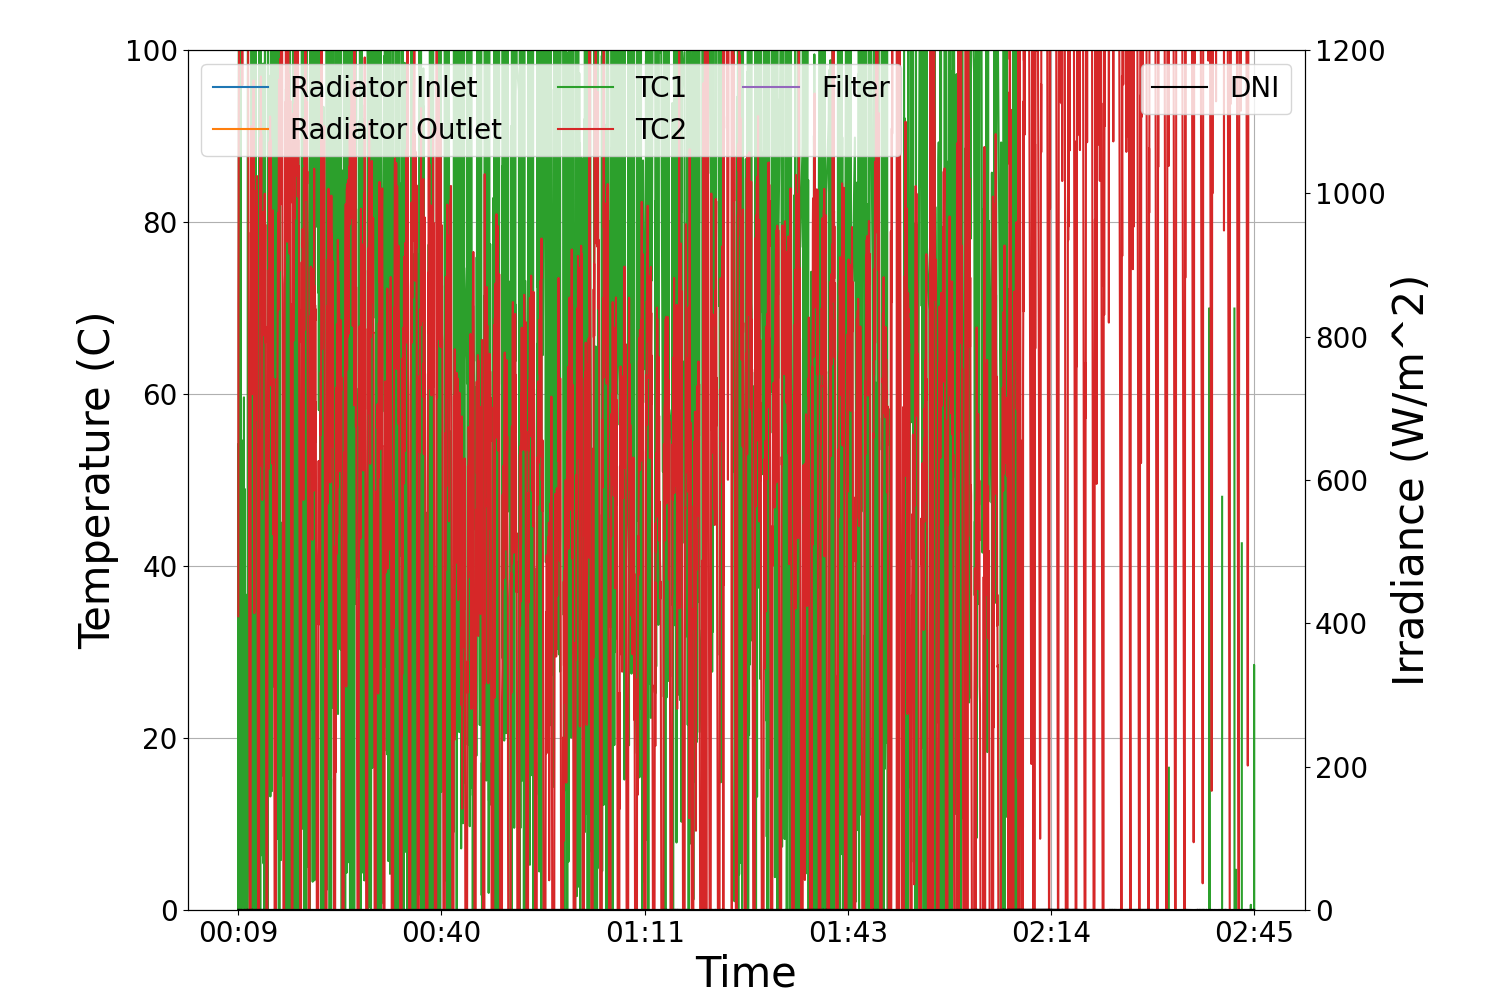 Radiator Inlet
Radiator Outlet
TC1
TC2
Filter
DNI
Temperature (C)
100
80
60
40
20
0
Irradiance (W/m^2)
1200
1000
800
600
400
200
0
00:09 00:40 01:11 01:43 02:14 02:45
Time